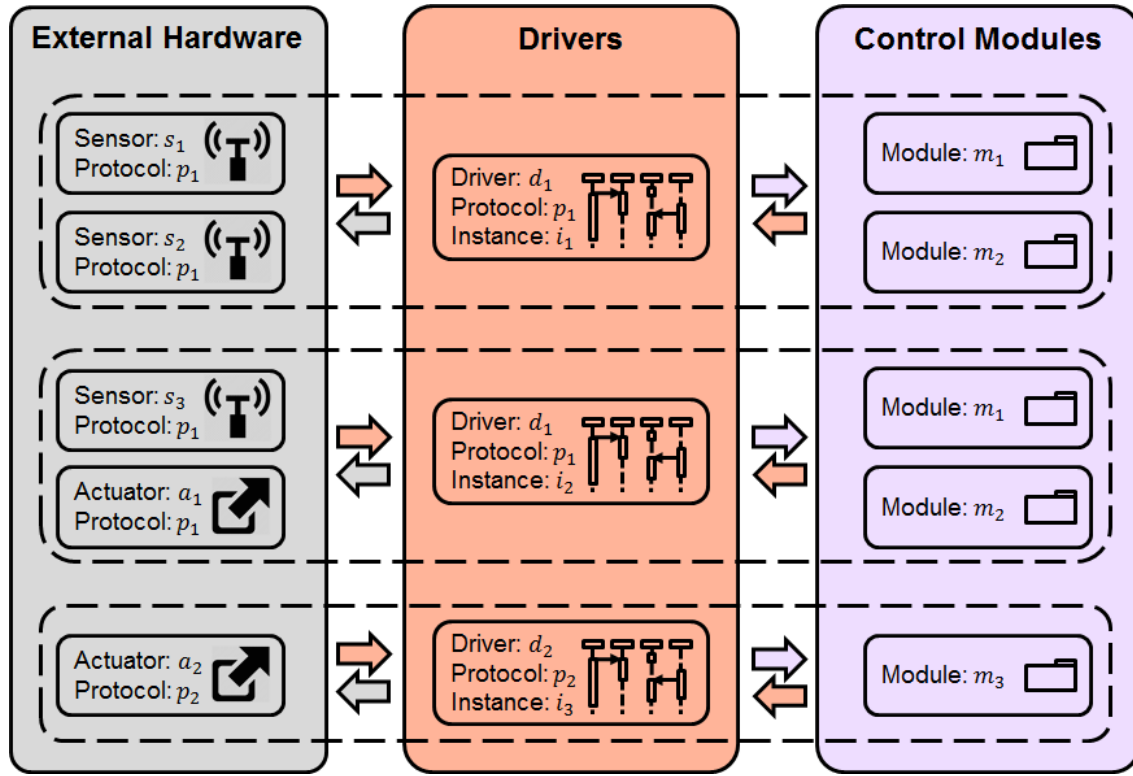 External Hardware
Drivers
Control Modules
Sensor: s₁
Protocol: p₁
Sensor: s₂
Protocol: p₁
Driver: d₁
Protocol: p₁
Instance: i₁
Module: m₁
Module: m₂
Sensor: s₃
Protocol: p₁
Actuator: a₁
Protocol: p₁
Driver: d₁
Protocol: p₁
Instance: i₂
Module: m₁
Module: m₂
Actuator: a₂
Protocol: p₂
Driver: d₂
Protocol: p₂
Instance: i₃
Module: m₃